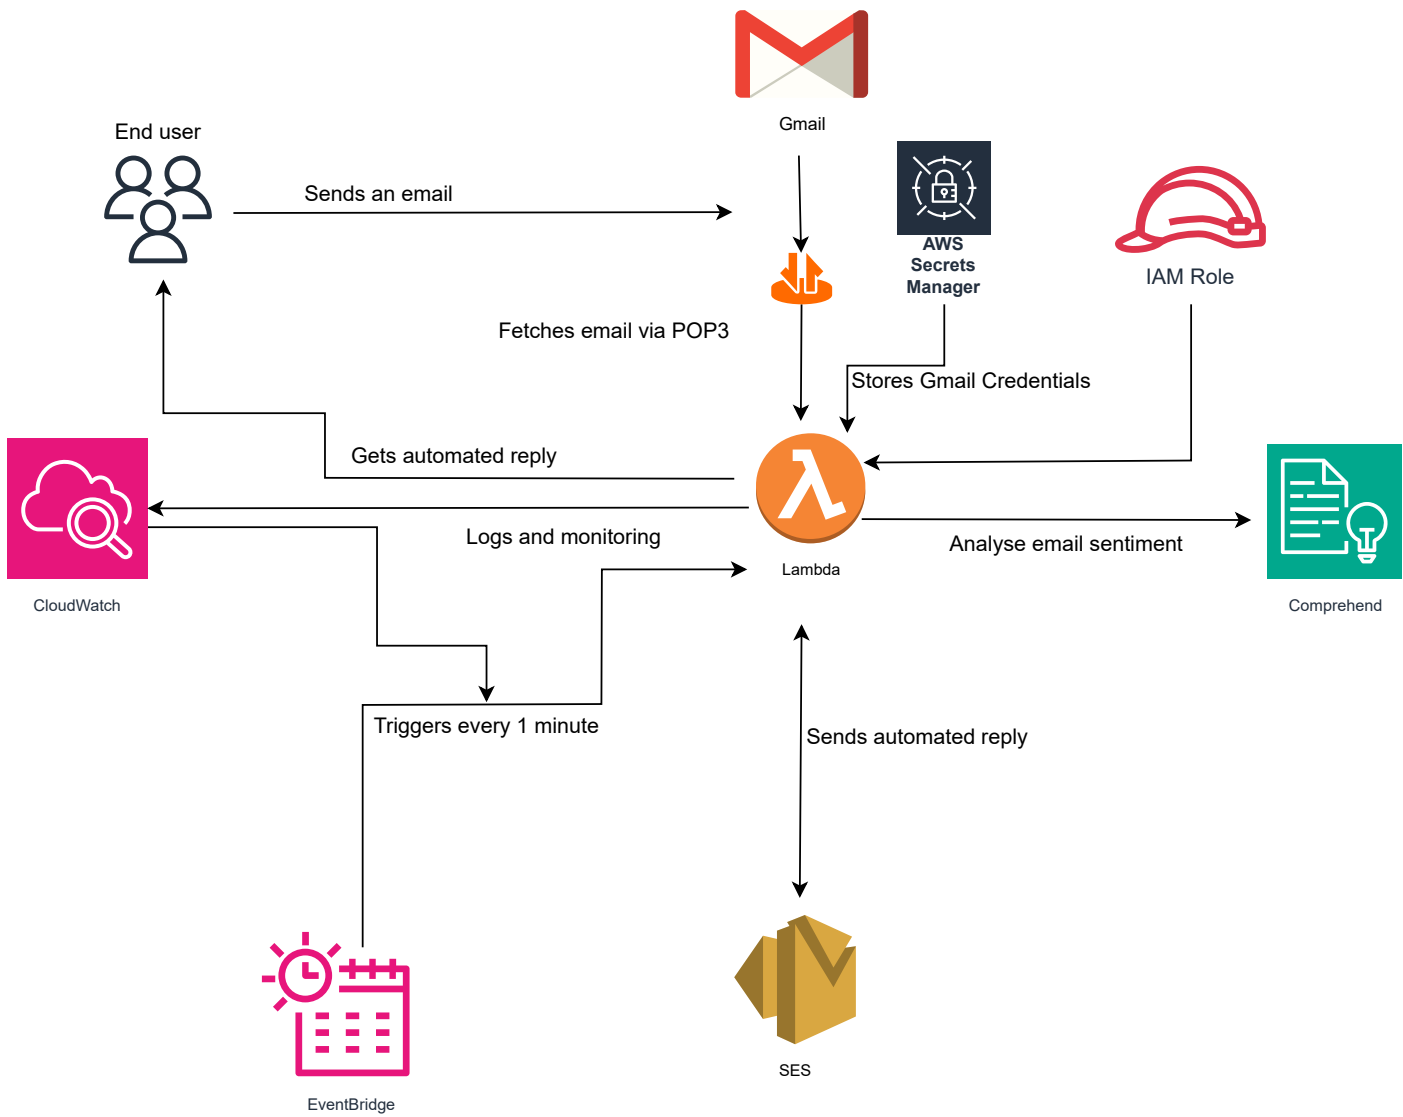 Gmail
End user
Sends an email
AWS
Secrets
Manager
IAM Role
Fetches email via POP3
Stores Gmail Credentials
Gets automated reply
Logs and monitoring
Analyse email sentiment
Lambda
CloudWatch
Comprehend
Triggers every 1 minute
Sends automated reply
SES
EventBridge